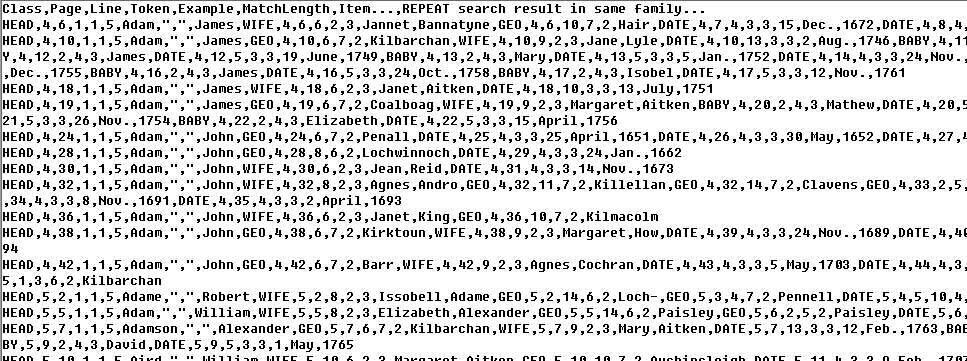 Class,Page,Line,Token,Example,MatchLength,Item...,REPEAT search result in same family...
HEAD,4,6,1,1,5,Adam,",",James,WIFE,4,6,6,2,3,Jannet,Bannatyne,GEO,4,6,10,7,2,Hair,DATE,4,7,4,3,3,15,Dec.,1672,DATE,4,8,4,
HEAD,4,10,1,1,5,Adam,",",James,GEO,4,10,6,7,2,Kilbarchan,WIFE,4,10,9,2,3,Jane,Lyle,DATE,4,10,13,3,3,2,Aug.,1746,BABY,4,11
Y,4,12,2,4,3,James,DATE,4,12,5,3,3,19,June,1749,BABY,4,13,2,4,3,Mary,DATE,4,13,5,3,3,5,Jan.,1752,DATE,4,14,4,3,3,24,Nov.,
,Dec.,1755,BABY,4,16,2,4,3,James,DATE,4,16,5,3,3,24,Oct.,1758,BABY,4,17,2,4,3,Isobel,DATE,4,17,5,3,3,12,Nov.,1761
HEAD,4,18,1,1,5,Adam,",",James,WIFE,4,18,6,2,3,Janet,Aitken,DATE,4,18,10,3,3,13,July,1751
HEAD,4,19,1,1,5,Adam,",",James,GEO,4,19,6,7,2,Coalboag,WIFE,4,19,9,2,3,Margaret,Aitken,BABY,4,20,2,4,3,Mathew,DATE,4,20,5
21,5,3,3,26,Nov.,1754,BABY,4,22,2,4,3,Elizabeth,DATE,4,22,5,3,3,15,April,1756
HEAD,4,24,1,1,5,Adam,",",John,GEO,4,24,6,7,2,Penall,DATE,4,25,4,3,3,25,April,1651,DATE,4,26,4,3,3,30,May,1652,DATE,4,27,4
HEAD,4,28,1,1,5,Adam,",",John,GEO,4,28,8,6,2,Lochwinnoch,DATE,4,29,4,3,3,24,Jan.,1662
HEAD,4,30,1,1,5,Adam,",",John,WIFE,4,30,6,2,3,Jean,Reid,DATE,4,31,4,3,3,14,Nov.,1673
HEAD,4,32,1,1,5,Adam,",",John,WIFE,4,32,8,2,3,Agnes,Andro,GEO,4,32,11,7,2,Killellan,GEO,4,32,14,7,2,Clavens,GEO,4,33,2,5,
,34,4,3,3,8,Nov.,1691,DATE,4,35,4,3,3,2,April,1693
HEAD,4,36,1,1,5,Adam,",",John,WIFE,4,36,6,2,3,Janet,King,GEO,4,36,10,7,2,Kilmacolm
HEAD,4,38,1,1,5,Adam,",",John,GEO,4,38,6,7,2,Kirktoun,WIFE,4,38,9,2,3,Margaret,How,DATE,4,39,4,3,3,24,Nov.,1689,DATE,4,40
94
HEAD,4,42,1,1,5,Adam,",",John,GEO,4,42,6,7,2,Barr,WIFE,4,42,9,2,3,Agnes,Cochran,DATE,4,43,4,3,3,5,May,1703,DATE,4,44,4,3,
5,1,3,6,2,Kilbarchan
HEAD,5,2,1,1,5,Adame,",",Robert,WIFE,5,2,8,2,3,Issobell,Adame,GEO,5,2,14,6,2,Loch-,GEO,5,3,4,7,2,Pennell,DATE,5,4,5,10,4,
HEAD,5,5,1,1,5,Adam,",",William,WIFE,5,5,8,2,3,Elizabeth,Alexander,GEO,5,5,14,6,2,Paisley,GEO,5,6,2,5,2,Paisley,DATE,5,6,
HEAD,5,7,1,1,5,Adamson,",",Alexander,GEO,5,7,6,7,2,Kilbarchan,WIFE,5,7,9,2,3,Mary,Aitken,DATE,5,7,13,3,3,12,Feb.,1763,BAB
BY,5,9,2,4,3,David,DATE,5,9,5,3,3,1,May,1765